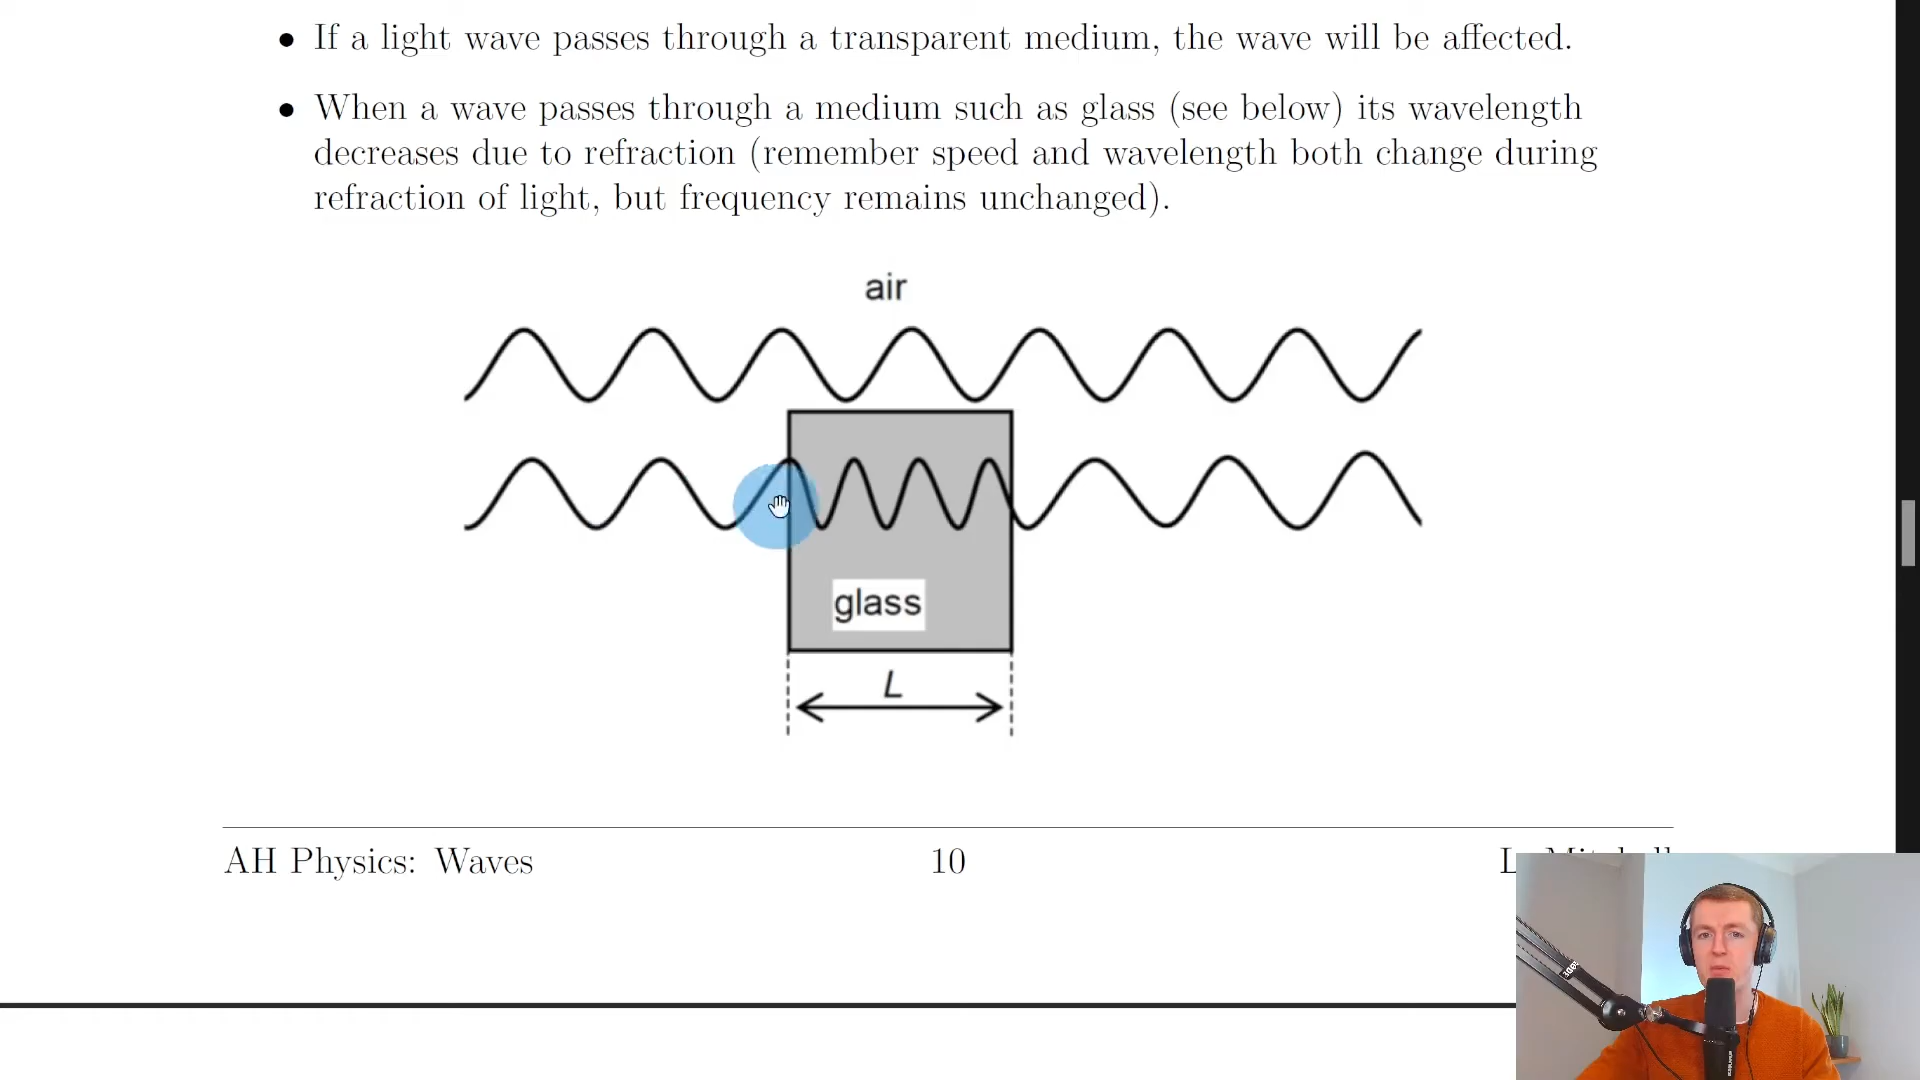 • If a light wave passes through a transparent medium, the wave will be affected.
• When a wave passes through a medium such as glass (see below) its wavelength
decreases due to refraction (remember speed and wavelength both change during
refraction of light, but frequency remains unchanged).
air
glass
L
AH Physics: Waves 10